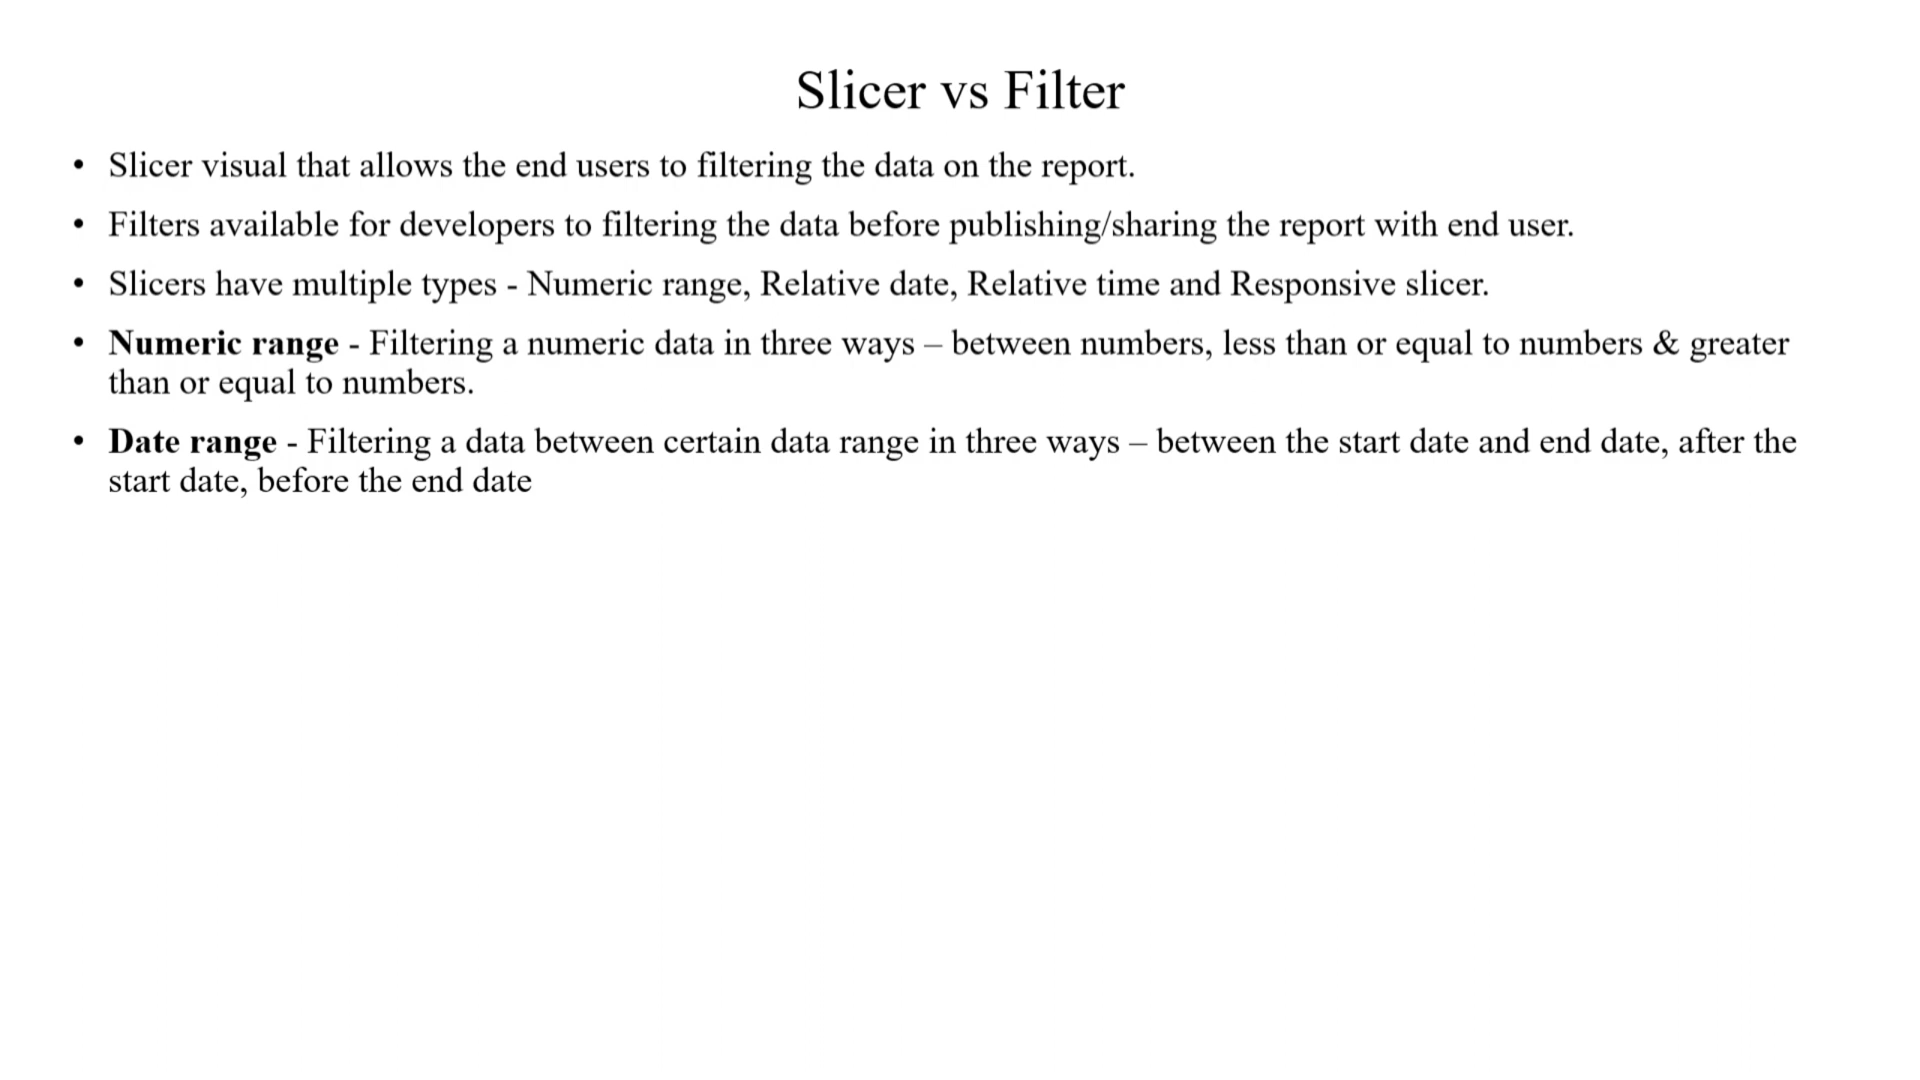 Slicer vs Filter
• Slicer visual that allows the end users to filtering the data on the report.
• Filters available for developers to filtering the data before publishing/sharing the report with end user.
• Slicers have multiple types - Numeric range, Relative date, Relative time and Responsive slicer.
• Numeric range - Filtering a numeric data in three ways – between numbers, less than or equal to numbers & greater
than or equal to numbers.
• Date range - Filtering a data between certain data range in three ways – between the start date and end date, after the
start date, before the end date